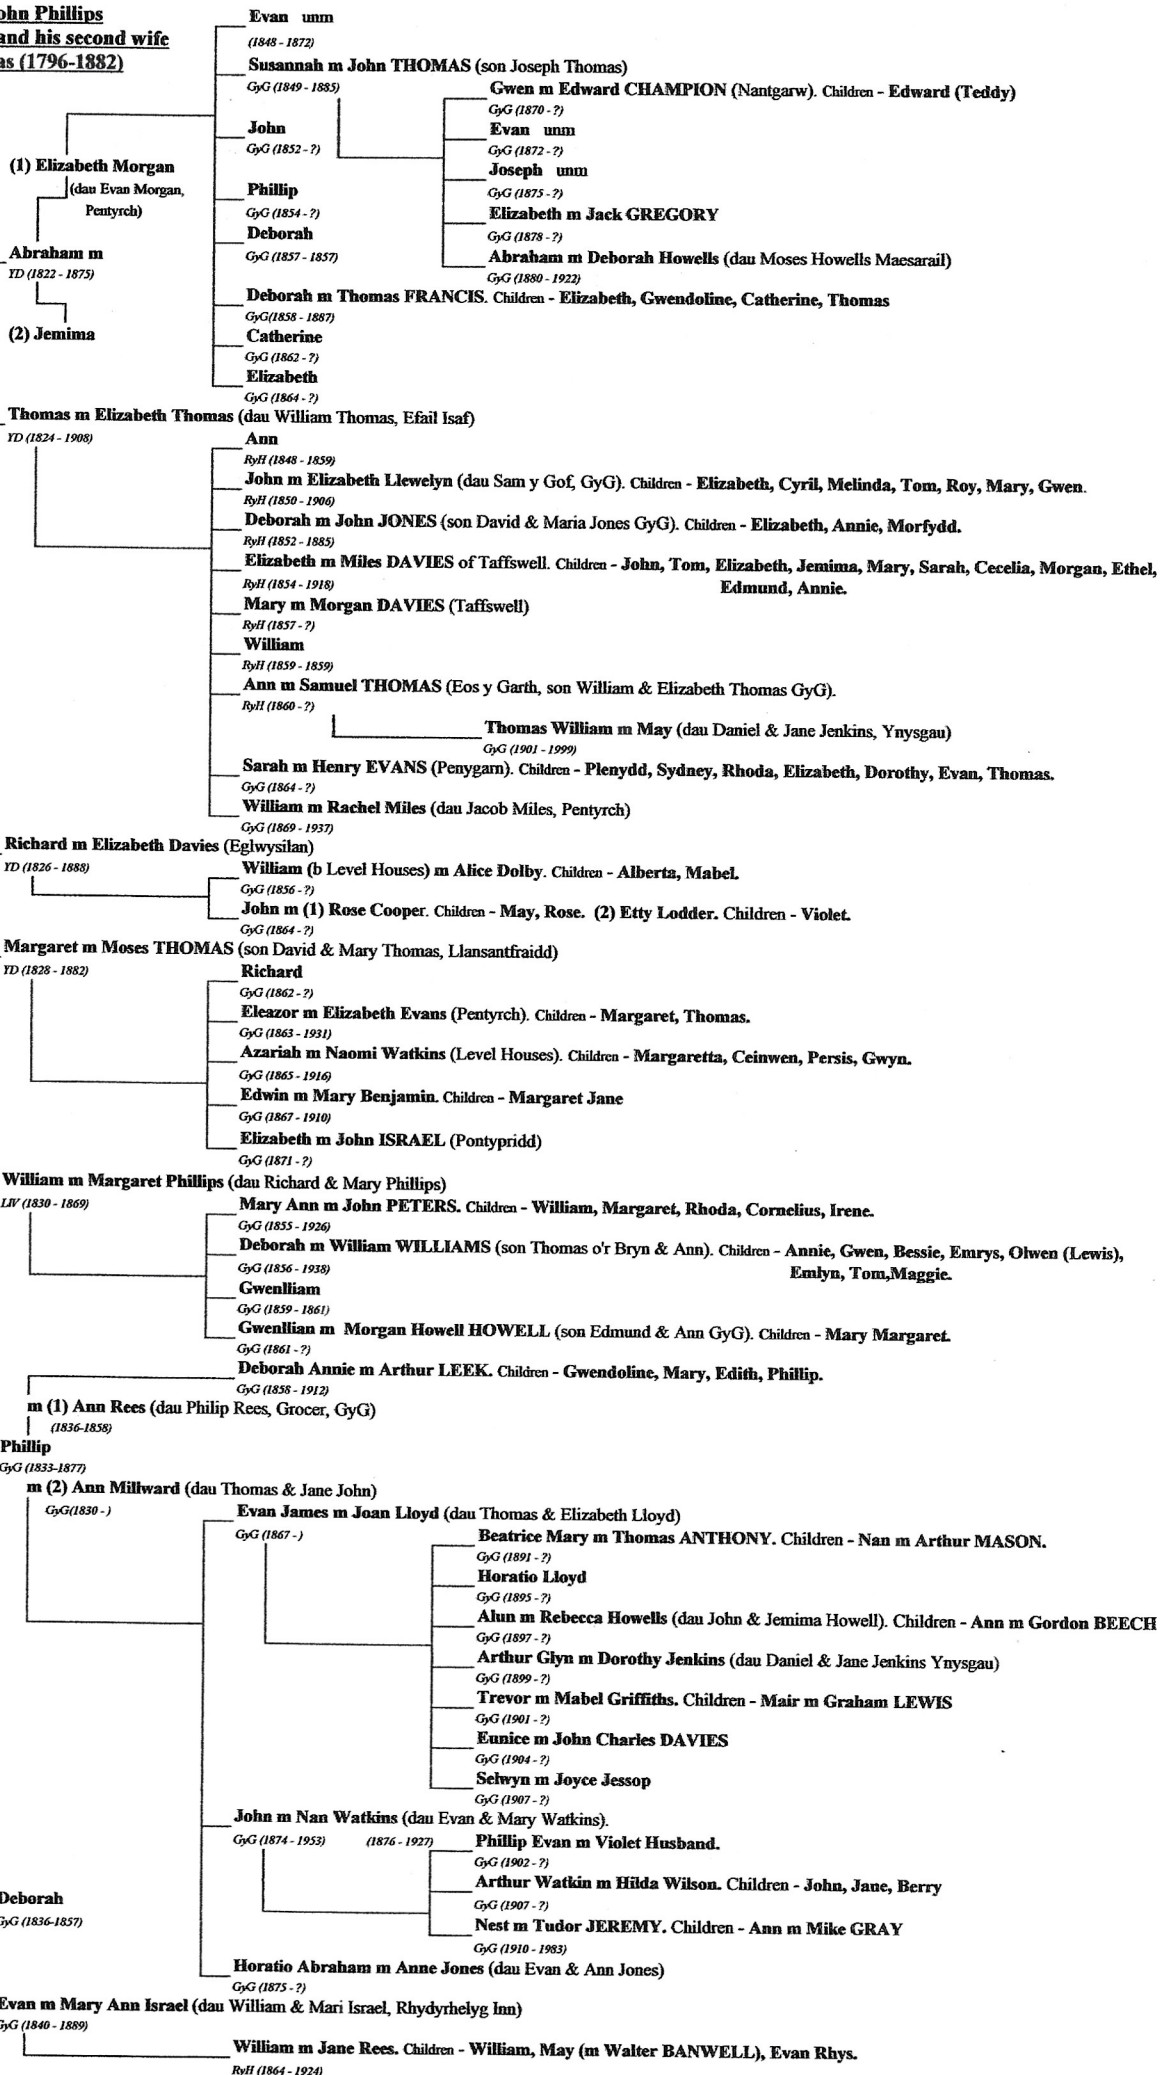 ohn Phillips
and his second wife
as (1796-1882)
Evan unm
(1848 - 1872)
Susannah m John THOMAS (son Joseph Thomas)
GyG (1849 - 1885)
Gwen m Edward CHAMPION (Nantgarw). Children - Edward (Teddy)
GyG (1870 - ?)
Evan unm
GyG (1872 - ?)
Joseph unm
GyG (1875 - ?)
Elizabeth m Jack GREGORY
GyG (1878 - ?)
Abraham m Deborah Howells (dau Moses Howells Maesarail)
GyG (1880 - 1922)
John
GyG (1852 - ?)
(1) Elizabeth Morgan
(dau Evan Morgan,
Pentyrch)
Phillip
GyG (1854 - ?)
Deborah
GyG (1857 - 1857)
Abraham m
YD (1822 - 1875)
(2) Jemima
Deborah m Thomas FRANCIS. Children - Elizabeth, Gwendoline, Catherine, Thomas
GyG(1858 - 1887)
Catherine
GyG (1862 - ?)
Elizabeth
GyG (1864 - ?)
Thomas m Elizabeth Thomas (dau William Thomas, Efail Isaf)
YD (1824 - 1908)
Ann
RyH (1848 - 1859)
John m Elizabeth Llewelyn (dau Sam y Gof, GyG). Children - Elizabeth, Cyril, Melinda, Tom, Roy, Mary, Gwen.
RyH (1850 - 1906)
Deborah m John JONES (son David & Maria Jones GyG). Children - Elizabeth, Annie, Morfydd.
RyH (1852 - 1885)
Elizabeth m Miles DAVIES of Taffswell. Children - John, Tom, Elizabeth, Jemima, Mary, Sarah, Cecelia, Morgan, Ethel,
Edmund, Annie.
RyH (1854 - 1918)
Mary m Morgan DAVIES (Taffswell)
RyH (1857 - ?)
William
RyH (1859 - 1859)
Ann m Samuel THOMAS (Eos y Garth, son William & Elizabeth Thomas GyG).
RyH (1860 - ?)
Thomas William m May (dau Daniel & Jane Jenkins, Ynysgau)
GyG (1901 - 1999)
Sarah m Henry EVANS (Penygarn). Children - Plenydd, Sydney, Rhoda, Elizabeth, Dorothy, Evan, Thomas.
GyG (1864 - ?)
William m Rachel Miles (dau Jacob Miles, Pentyrch)
GyG (1869 - 1937)
Richard m Elizabeth Davies (Eglwysilan)
YD (1826 - 1888)
William (b Level Houses) m Alice Dolby. Children - Alberta, Mabel.
GyG (1856 - ?)
John m (1) Rose Cooper. Children - May, Rose. (2) Etty Lodder. Children - Violet.
GyG (1864 - ?)
Margaret m Moses THOMAS (son David & Mary Thomas, Llansantfraidd)
YD (1828 - 1882)
Richard
GyG (1862 - ?)
Eleazor m Elizabeth Evans (Pentyrch). Children - Margaret, Thomas.
GyG (1863 - 1931)
Azariah m Naomi Watkins (Level Houses). Children - Margaretta, Ceinwen, Persis, Gwyn.
GyG (1865 - 1916)
Edwin m Mary Benjamin. Children - Margaret Jane
GyG (1867 - 1910)
Elizabeth m John ISRAEL (Pontypridd)
GyG (1871 - ?)
William m Margaret Phillips (dau Richard & Mary Phillips)
LIV (1830 - 1869)
Mary Ann m John PETERS. Children - William, Margaret, Rhoda, Cornelius, Irene.
GyG (1855 - 1926)
Deborah m William WILLIAMS (son Thomas o'r Bryn & Ann). Children - Annie, Gwen, Bessie, Emrys, Olwen (Lewis),
Emlyn, Tom,Maggie.
GyG (1856 - 1938)
Gwenlliam
GyG (1859 - 1861)
Gwenllian m Morgan Howell HOWELL (son Edmund & Ann GyG). Children - Mary Margaret.
GyG (1861 - ?)
Deborah Annie m Arthur LEEK. Children - Gwendoline, Mary, Edith, Phillip.
GyG (1858 - 1912)
m (1) Ann Rees (dau Philip Rees, Grocer, GyG)
(1836-1858)
Phillip
GyG (1833-1877)
m (2) Ann Millward (dau Thomas & Jane John)
GyG(1830 - )
Evan James m Joan Lloyd (dau Thomas & Elizabeth Lloyd)
GyG (1867 - )
Beatrice Mary m Thomas ANTHONY. Children - Nan m Arthur MASON.
GyG (1891 - ?)
Horatio Lloyd
GyG (1895 - ?)
Alun m Rebecca Howells (dau John & Jemima Howell). Children - Ann m Gordon BEECH
GyG (1897 - ?)
Arthur Glyn m Dorothy Jenkins (dau Daniel & Jane Jenkins Ynysgau)
GyG (1899 - ?)
Trevor m Mabel Griffiths. Children - Mair m Graham LEWIS
GyG (1901 - ?)
Eunice m John Charles DAVIES
GyG (1904 - ?)
Selwyn m Joyce Jessop
GyG (1907 - ?)
John m Nan Watkins (dau Evan & Mary Watkins).
GyG (1874 - 1953) (1876 - 1927)
Phillip Evan m Violet Husband.
GyG (1902 - ?)
Arthur Watkin m Hilda Wilson. Children - John, Jane, Berry
GyG (1907 - ?)
Nest m Tudor JEREMY. Children - Ann m Mike GRAY
GyG (1910 - 1983)
Deborah
GyG (1836-1857)
Horatio Abraham m Anne Jones (dau Evan & Ann Jones)
GyG (1875 - ?)
Evan m Mary Ann Israel (dau William & Mari Israel, Rhydyrhelyg Inn)
GyG (1840 - 1889)
William m Jane Rees. Children - William, May (m Walter BANWELL), Evan Rhys.
RyH (1864 - 1924)